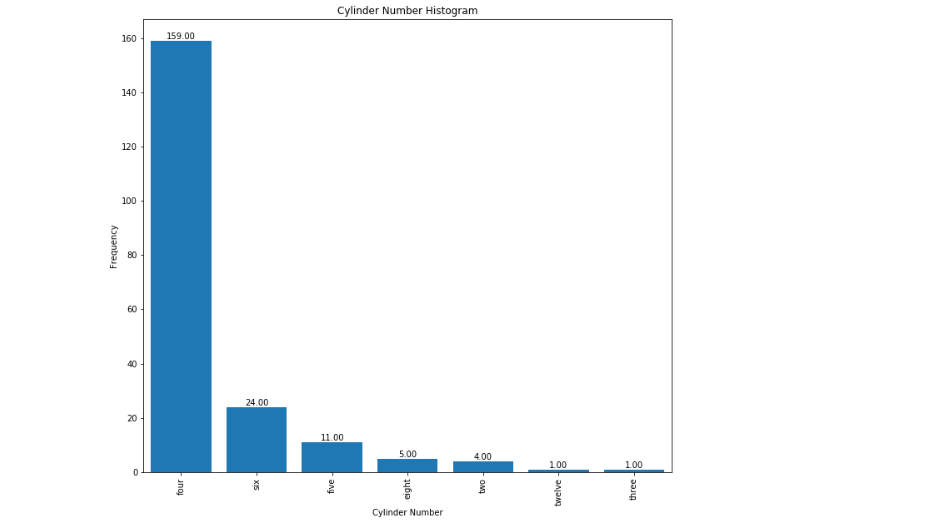 Cylinder Number Histogram
159.00
160
140
120
100
80
60
40
20
0
Frequency
24.00
11.00
5.00
4.00
1.00
1.00
four
six
five
eight
two
twelve
three
Cylinder Number